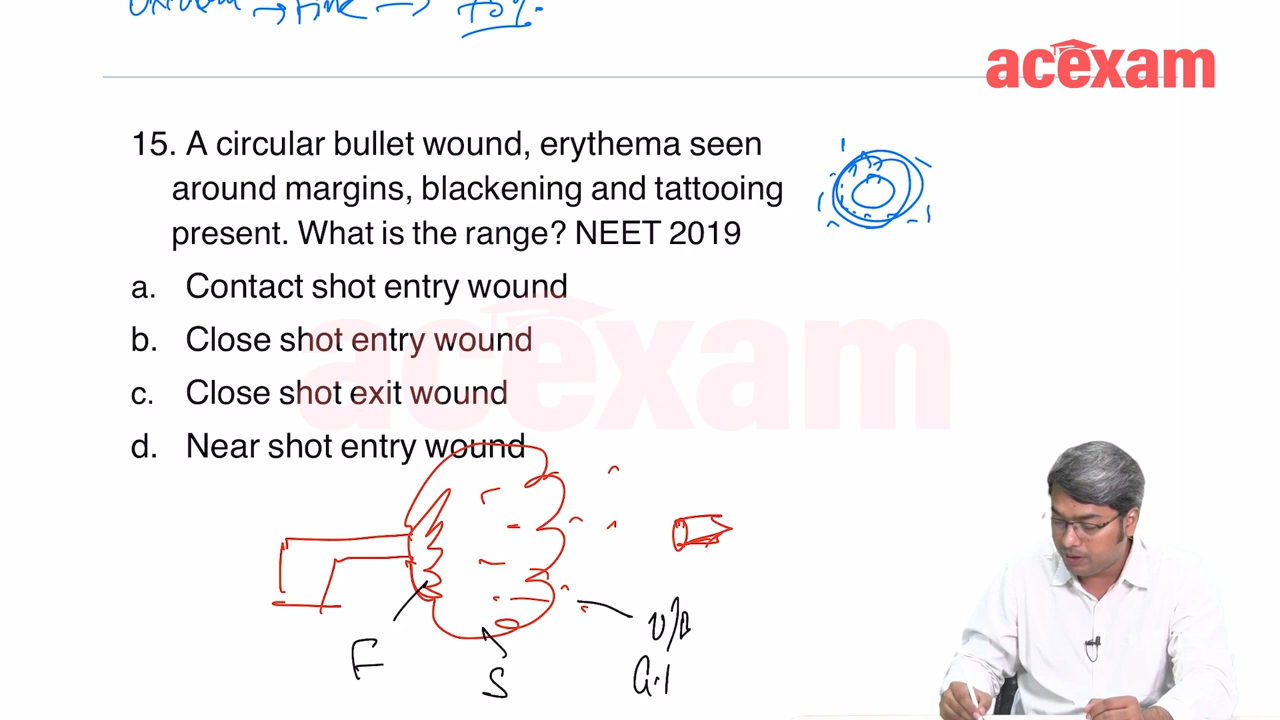 acexam
15. A circular bullet wound, erythema seen
around margins, blackening and tattooing
present. What is the range? NEET 2019
a. Contact shot entry wound
b. Close shot entry wound
c. Close shot exit wound
d. Near shot entry wound
acexam
F
S